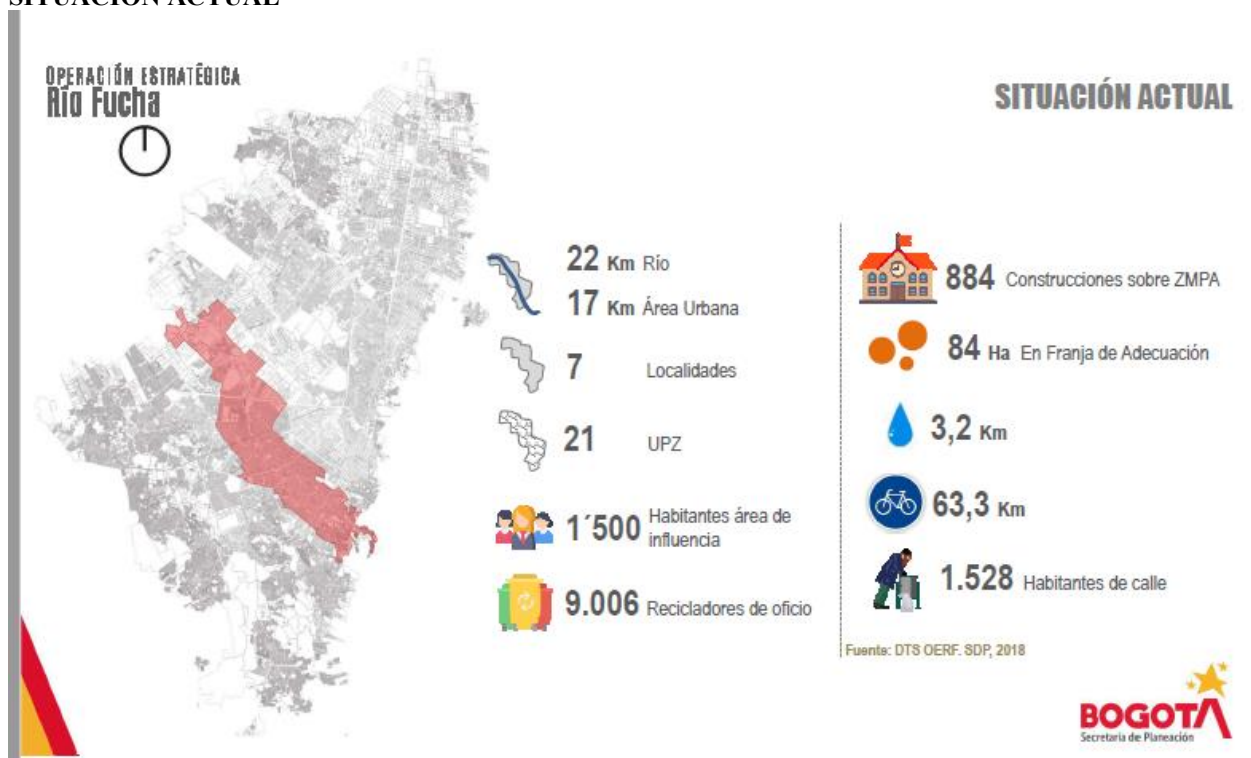 SITUACIÓN ACTUAL
OPERACIÓN ESTRATÉGICA
Río Fucha
SITUACIÓN ACTUAL
22 Km Río
17 Km Área Urbana
7 Localidades
21 UPZ
1´500 Habitantes área de
influencia
9.006 Recicladores de oficio
884 Construcciones sobre ZMPA
84 Ha En Franja de Adecuación
3,2 Km
63,3 Km
1.528 Habitantes de calle
Fuente: DTS OERF. SDP, 2018
BOGOTA
Secretaría de Planeación